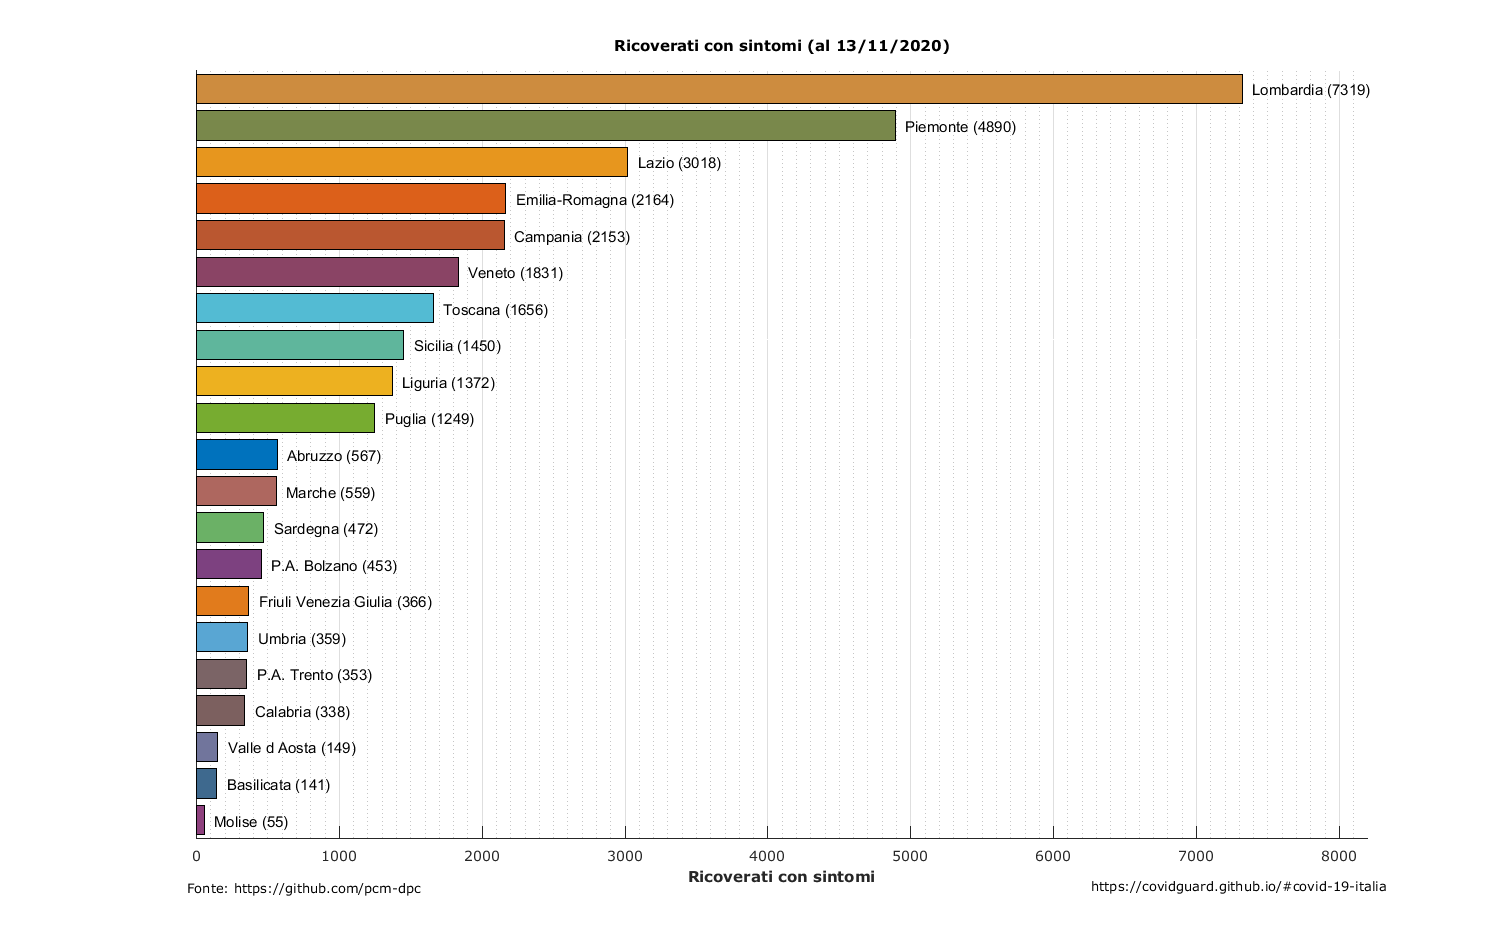 Ricoverati con sintomi (al 13/11/2020)
Lombardia (7319)
Piemonte (4890)
Lazio (3018)
Emilia-Romagna (2164)
Campania (2153)
Veneto (1831)
Toscana (1656)
Sicilia (1450)
Liguria (1372)
Puglia (1249)
Abruzzo (567)
Marche (559)
Sardegna (472)
P.A. Bolzano (453)
Friuli Venezia Giulia (366)
Umbria (359)
P.A. Trento (353)
Calabria (338)
Valle d Aosta (149)
Basilicata (141)
Molise (55)
0 1000 2000 3000 4000 5000 6000 7000 8000
Ricoverati con sintomi
Fonte: https://github.com/pcm-dpc
https://covidguard.github.io/#covid-19-italia